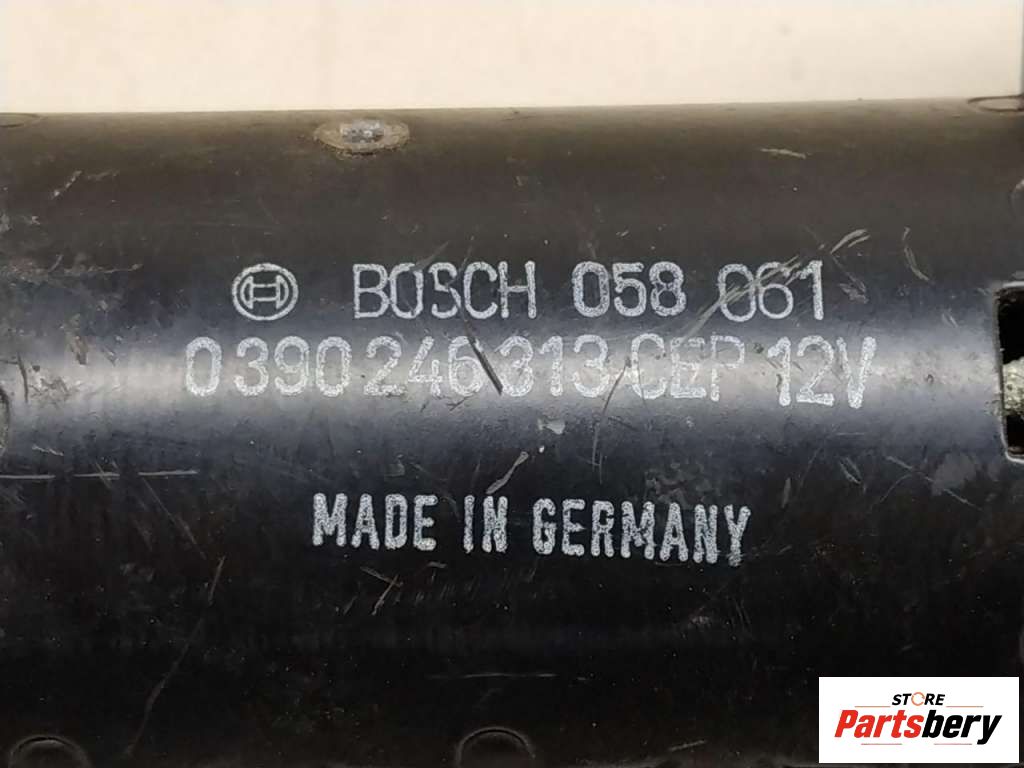 BOSCH 058 061
0 390 246 313 CEP 12V
MADE IN GERMANY
STORE
Partsbery